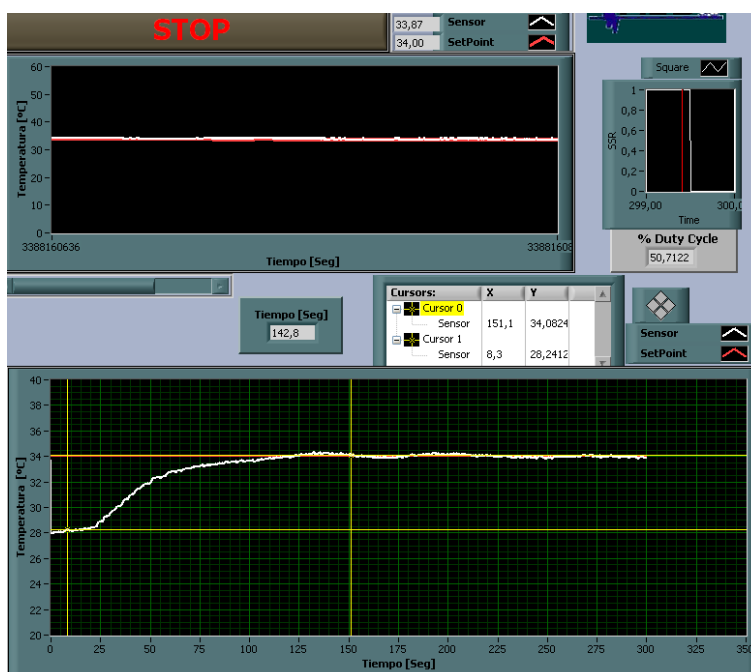 STOP
33,87 Sensor
34,00 SetPoint
Square
60
50
40
30
20
10
0
Temperatura [ºC]
3388160636 33881608
Tiempo [Seg]
1
0,8
0,6
0,4
0,2
0
SSR
299,00 300,0
Time
% Duty Cycle
50,7122
Tiempo [Seg]
142,8
Cursors: X Y
Cursor 0
Sensor 151,1 34,0824
Cursor 1
Sensor 8,3 28,2412
Sensor
SetPoint
40
38
36
34
32
30
28
26
24
22
20
Temperatura [ºC]
0 25 50 75 100 125 150 175 200 225 250 275 300 325 350
Tiempo [Seg]